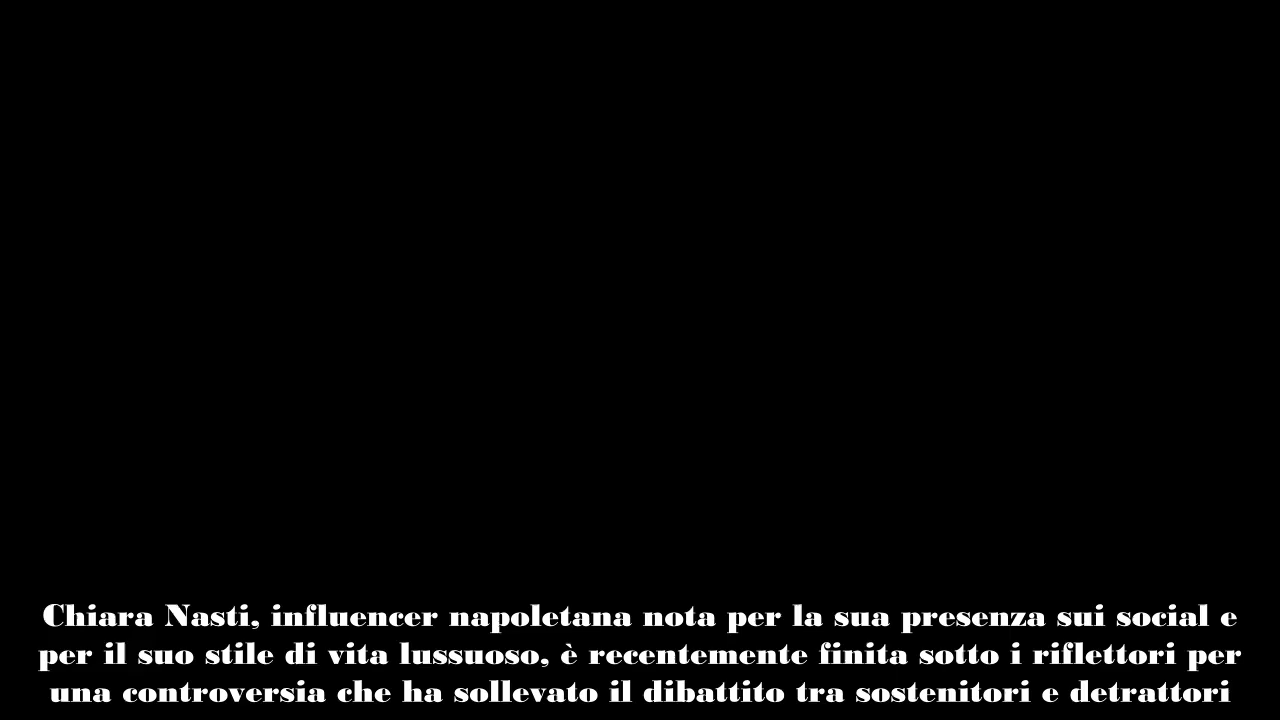 Chiara Nasti, influencer napoletana nota per la sua presenza sui social e
per il suo stile di vita lussuoso, è recentemente finita sotto i riflettori per
una controversia che ha sollevato il dibattito tra sostenitori e detrattori